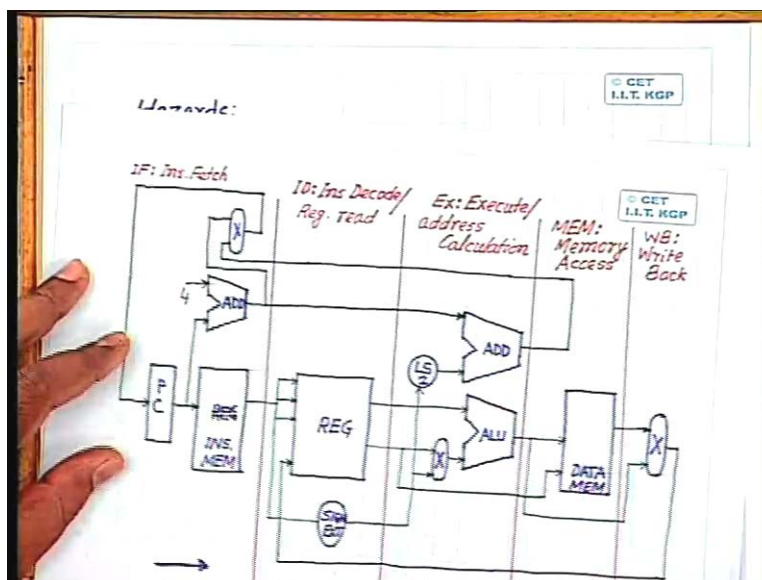 © CET
I.I.T. KGP
Hazards:
IF: Ins. Fetch
ID: Ins Decode/
Reg. read
Ex: Execute/
address
Calculation
MEM:
Memory
Access
WB:
Write
Back
© CET
I.I.T. KGP
X
4
ADD
ADD
LS
2
P
C
INS.
MEM
REG
X
ALU
DATA
MEM
X
SIGN
EXT